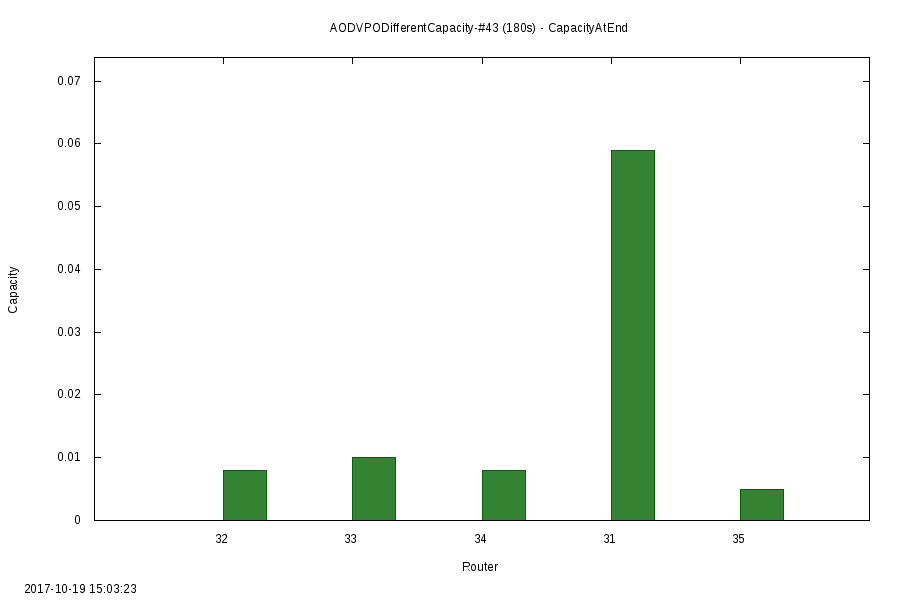 AODVPODifferentCapacity-#43 (180s) - CapacityAtEnd
0.07
0.06
0.05
0.04
0.03
0.02
0.01
0
Capacity
32 33 34 31 35
Router
2017-10-19 15:03:23